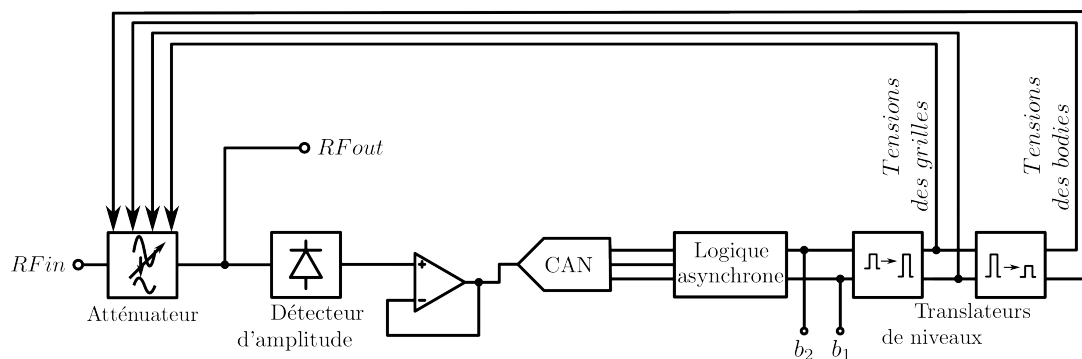 Tensions
des grilles
Tensions
des bodies
RFout
RFin
Atténuateur
Détecteur
d'amplitude
+
−
CAN
Logique
asynchrone
b2
b1
Translateurs
de niveaux